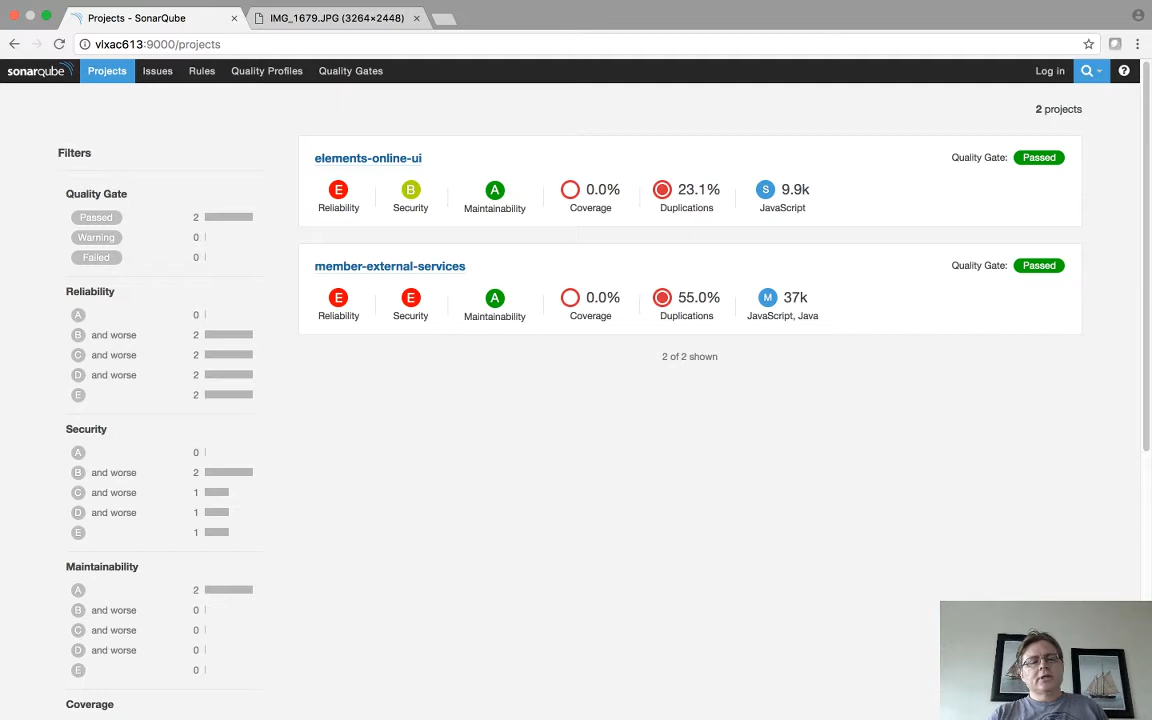 Projects - SonarQube
IMG_1679.JPG (3264×2448)
vlxac613:9000/projects
sonarqube Projects Issues Rules Quality Profiles Quality Gates Log in
2 projects
Filters
Quality Gate
Passed 2
Warning 0
Failed 0
Reliability
A 0
B and worse 2
C and worse 2
D and worse 2
E 2
Security
A 0
B and worse 2
C and worse 1
D and worse 1
E 1
Maintainability
A 2
B and worse 0
C and worse 0
D and worse 0
E 0
Coverage
elements-online-ui Quality Gate: Passed
E B A 0.0% 23.1% S 9.9k
Reliability Security Maintainability Coverage Duplications JavaScript
member-external-services Quality Gate: Passed
E E A 0.0% 55.0% M 37k
Reliability Security Maintainability Coverage Duplications JavaScript, Java
2 of 2 shown